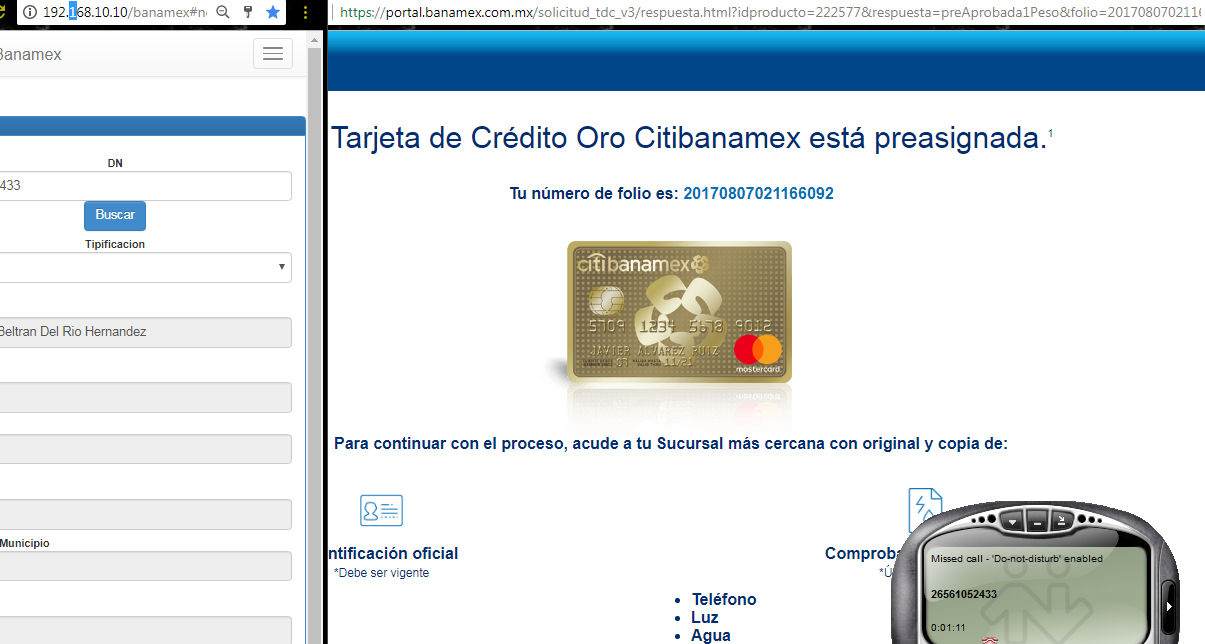 192.168.10.10/banamex#n
Banamex
DN
433
Buscar
Tipificacion
Beltran Del Rio Hernandez
Municipio
https://portal.banamex.com.mx/solicitud_tdc_v3/respuesta.html?idproducto=222577&respuesta=preAprobada1Peso&folio=201708070211
Tarjeta de Crédito Oro Citibanamex está preasignada.1
Tu número de folio es: 20170807021166092
citibanamex
5709 1234 5678 9012
JAVIER ALVAREZ RUIZ
07 11/21
mastercard
Para continuar con el proceso, acude a tu Sucursal más cercana con original y copia de:
ntificación oficial
*Debe ser vigente
Comproba
*Ú
• Teléfono
• Luz
• Agua
Missed call - 'Do-not-disturb' enabled
26561052433
0:01:11